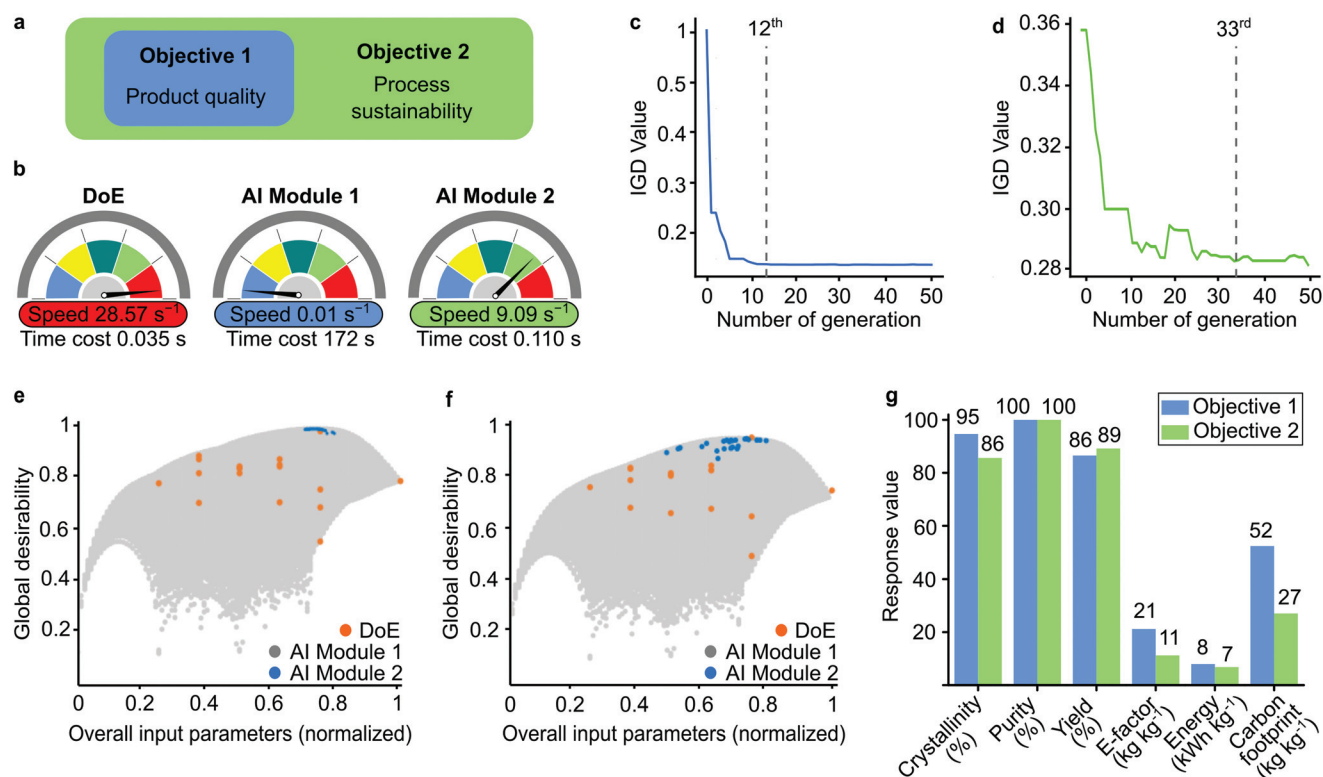 a
Objective 1
Product quality
Objective 2
Process
sustainability
b
DoE
Speed 28.57 s⁻¹
Time cost 0.035 s
AI Module 1
Speed 0.01 s⁻¹
Time cost 172 s
AI Module 2
Speed 9.09 s⁻¹
Time cost 0.110 s
c
12th
IGD Value
1
0.5
0.4
0.3
0.2
0 10 20 30 40 50
Number of generation
d
33rd
IGD Value
0.36
0.34
0.32
0.30
0.28
0 10 20 30 40 50
Number of generation
e
Global desirability
1
0.8
0.6
0.4
0.2
DoE
AI Module 1
AI Module 2
0 0.2 0.4 0.6 0.8 1
Overall input parameters (normalized)
f
Global desirability
1
0.8
0.6
0.4
0.2
DoE
AI Module 1
AI Module 2
0 0.2 0.4 0.6 0.8 1
Overall input parameters (normalized)
g
Objective 1
Objective 2
Response value
100
80
60
40
20
95 86
100 100
86 89
21 11
8 7
52 27
Crystallinity
(%)
Purity
(%)
Yield
(%)
E-factor
(kg kg⁻¹)
Energy
(kWh kg⁻¹)
Carbon
footprint
(kg kg⁻¹)